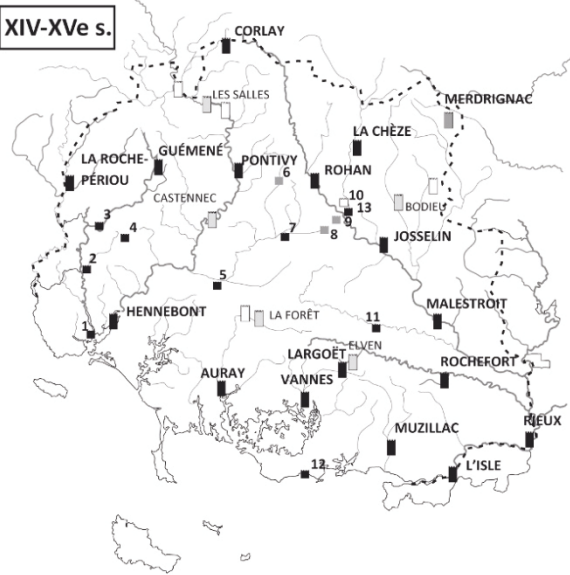 XIV-XVe s.
CORLAY
LES SALLES
MERDRIGNAC
LA CHÈZE
LA ROCHE-
PÉRIOU
GUÉMENÉ
PONTIVY
6
ROHAN
CASTENNEC
10
13
BODIEU
9
3
4
7
8
JOSSELIN
2
5
HENNEBONT
LA FORÊT
11
MALESTROIT
1
LARGOËT
ELVEN
ROCHEFORT
AURAY
VANNES
MUZILLAC
RIEUX
12
L'ISLE